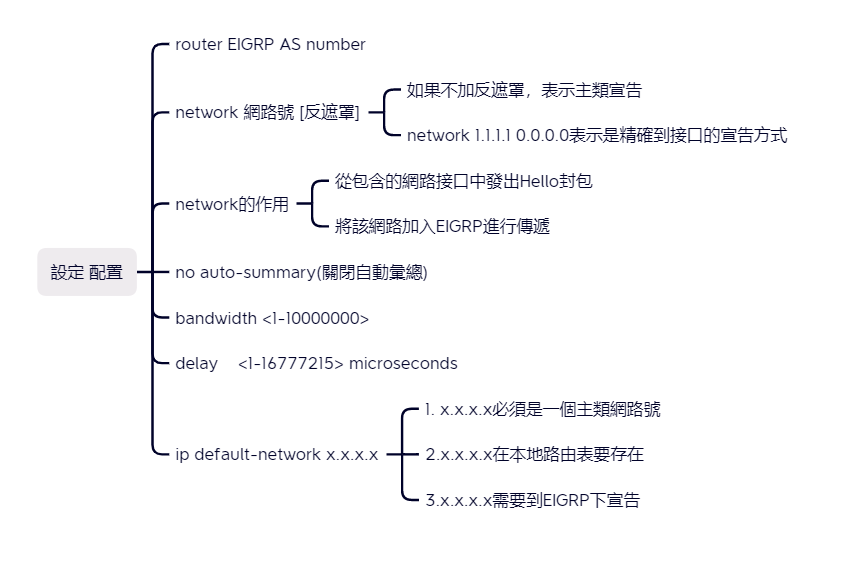 router EIGRP AS number
network 網路號 [反遮罩]
如果不加反遮罩，表示主類宣告
network 1.1.1.1 0.0.0.0表示是精確到接口的宣告方式
network的作用
從包含的網路接口中發出Hello封包
將該網路加入EIGRP進行傳遞
設定 配置
no auto-summary(關閉自動彙總)
bandwidth <1-10000000>
delay <1-16777215> microseconds
ip default-network x.x.x.x
1. x.x.x.x必須是一個主類網路號
2.x.x.x.x在本地路由表要存在
3.x.x.x.x需要到EIGRP下宣告